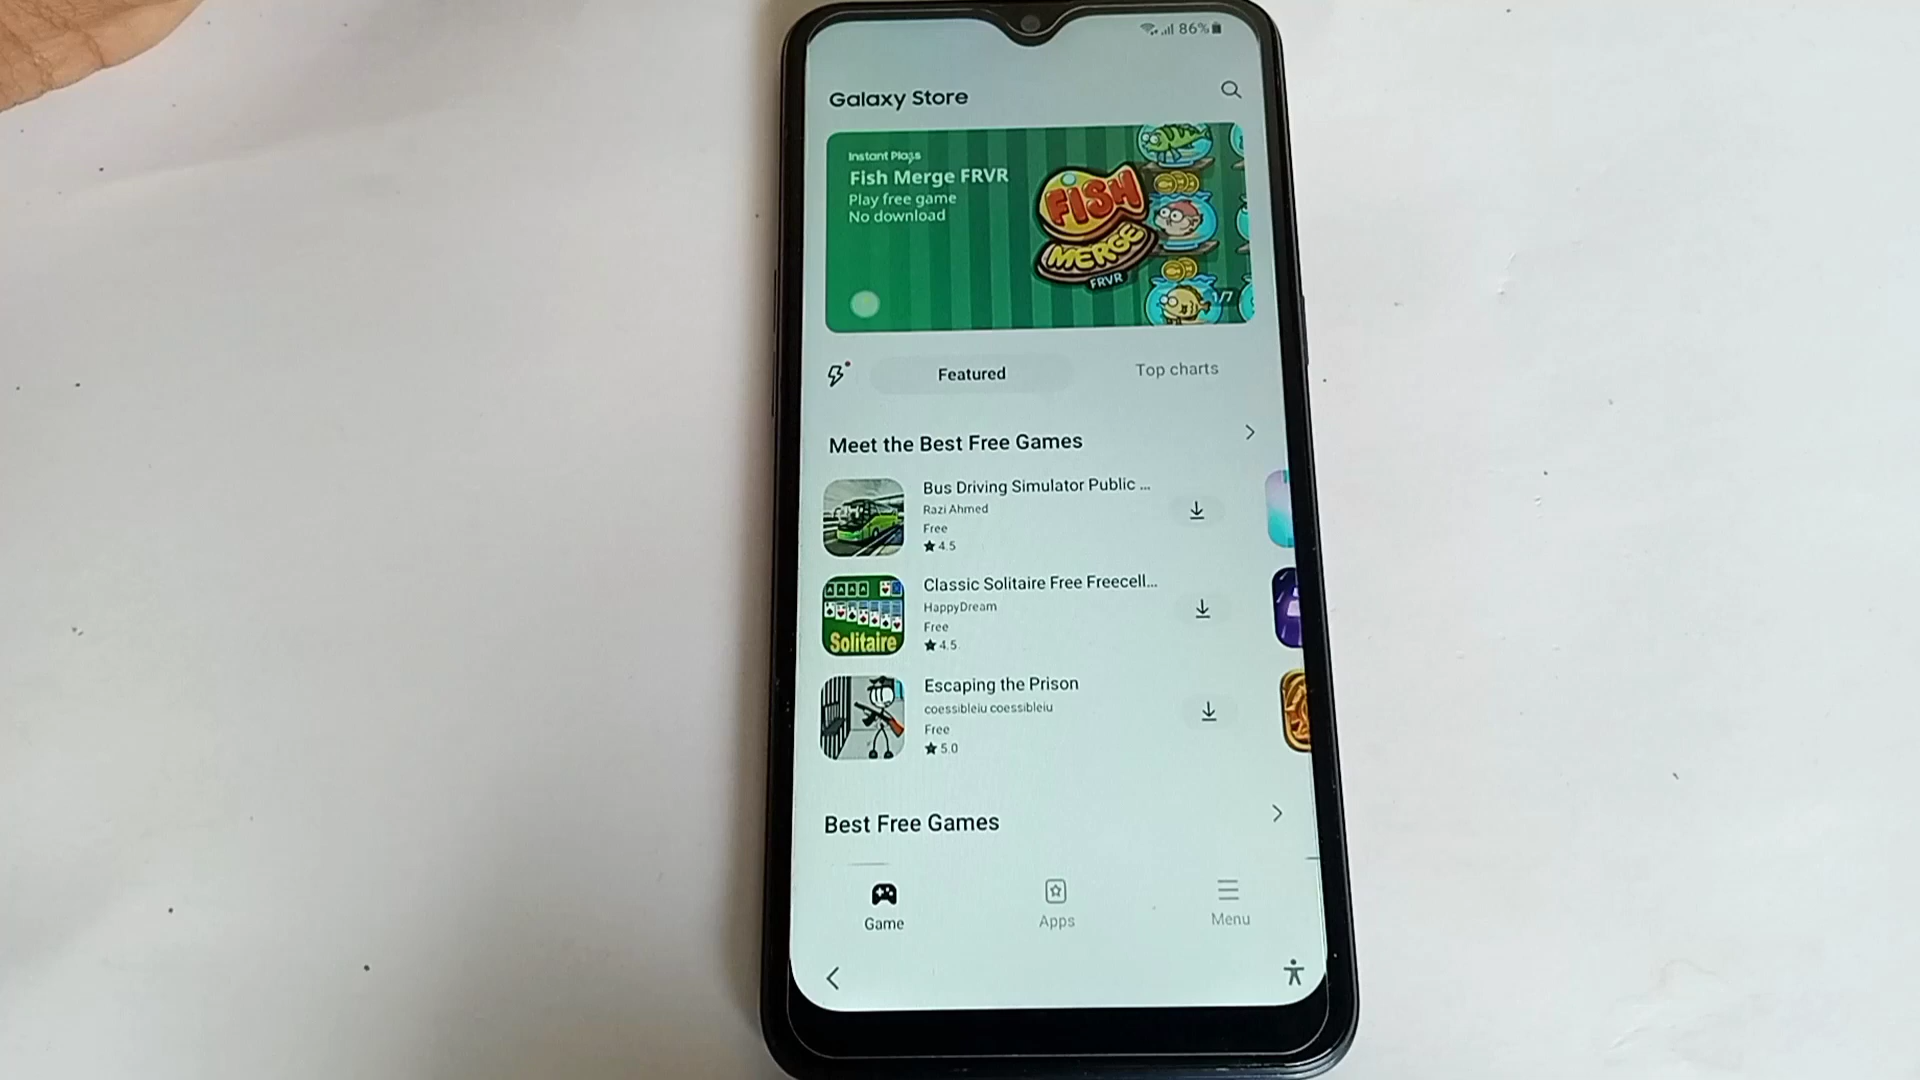 86%
Galaxy Store
Instant Plays
Fish Merge FRVR
Play free game
No download
FISH
MERGE
FRVR
1/7
Featured
Top charts
Meet the Best Free Games
Bus Driving Simulator Public ...
Razi Ahmed
Free
4.5
Classic Solitaire Free Freecell...
HappyDream
Free
4.5
Solitaire
Escaping the Prison
coessibleiu coessibleiu
Free
5.0
Best Free Games
Game
Apps
Menu